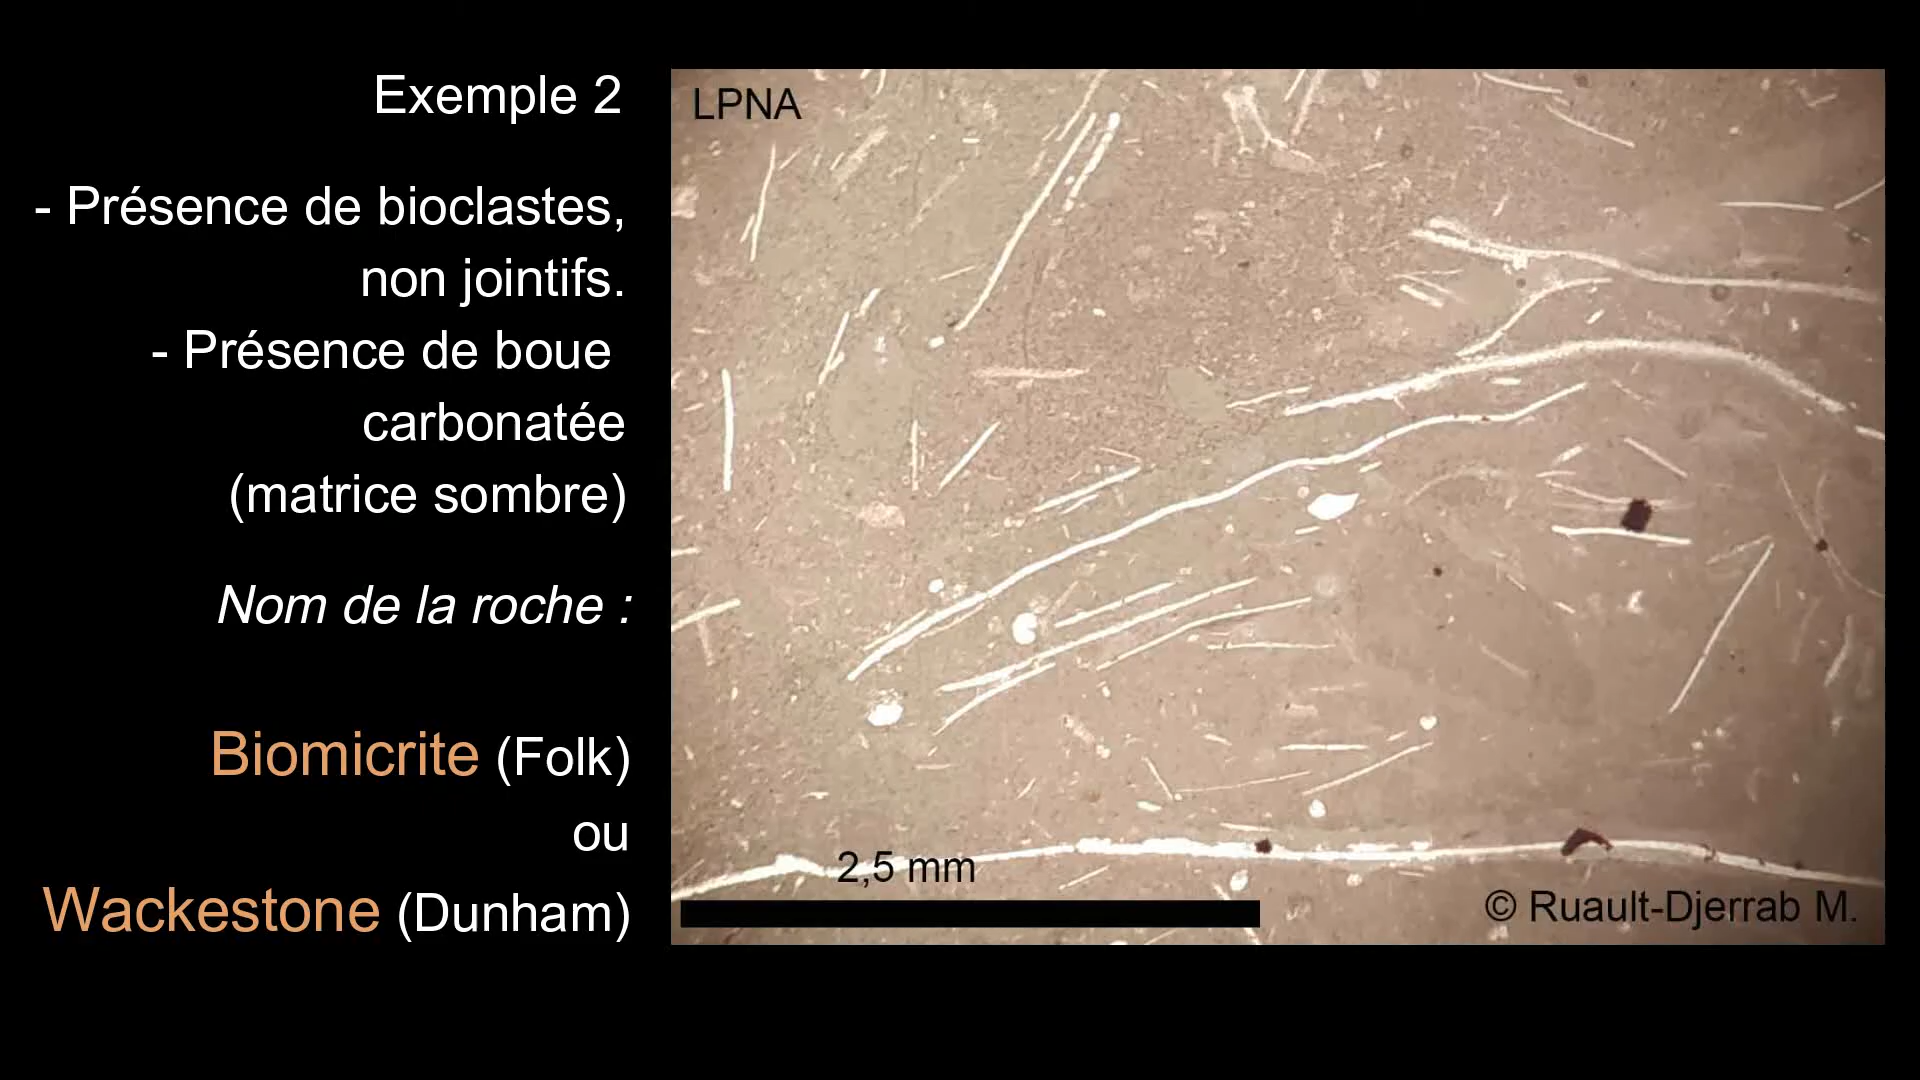 Exemple 2
- Présence de bioclastes,
non jointifs.
- Présence de boue
carbonatée
(matrice sombre)
Nom de la roche :
Biomicrite (Folk)
ou
Wackestone (Dunham)
LPNA
2,5 mm
© Ruault-Djerrab M.